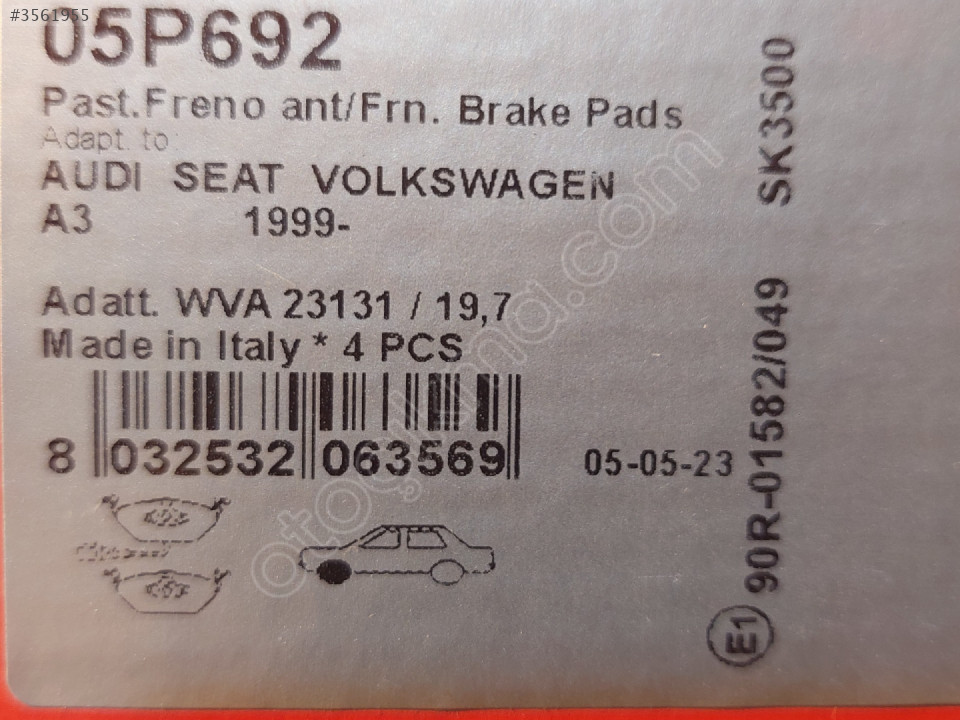 #3561955
05P692
Past.Freno ant/Frn. Brake Pads
Adapt. to
AUDI SEAT VOLKSWAGEN
A3 1999-
Adatt. WVA 23131 / 19,7
Made in Italy * 4 PCS
8 032532 063569
05-05-23
SK3500
E1 90R-01582/049
otocikma.com